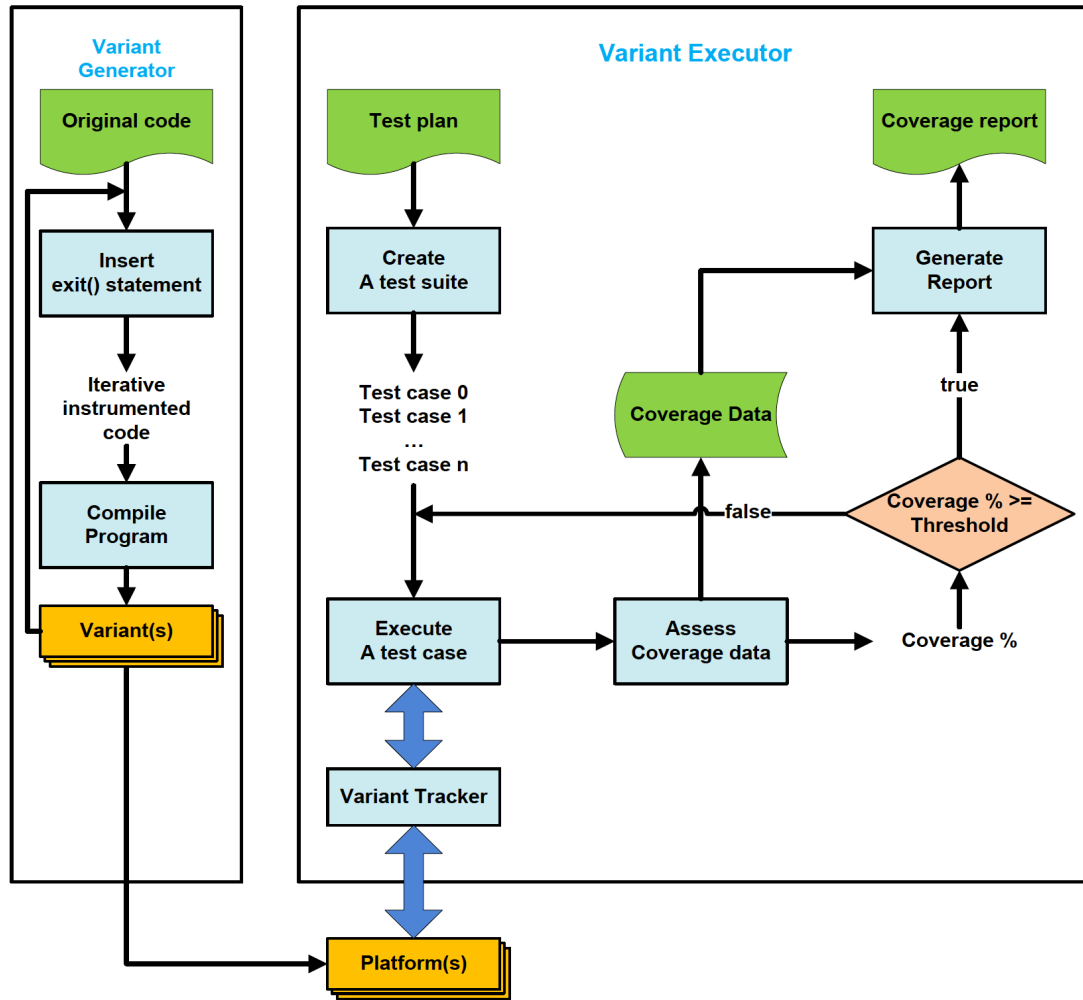 Variant
Generator
Original code
Insert
exit() statement
Iterative
instrumented
code
Compile
Program
Variant(s)
Variant Executor
Test plan
Create
A test suite
Test case 0
Test case 1
...
Test case n
Execute
A test case
Variant Tracker
Platform(s)
Coverage Data
Assess
Coverage data
Coverage %
Coverage % >=
Threshold
false
true
Generate
Report
Coverage report